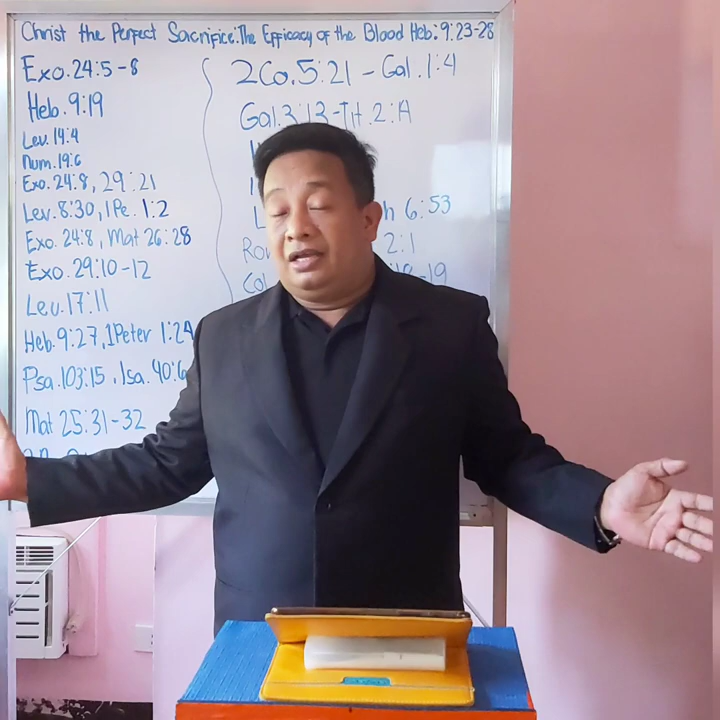 Christ the Perfect Sacrifice: The Efficacy of the Blood Heb: 9:23-28
Exo. 24:5-8
Heb. 9:19
Lev. 14:4
Num. 19:6
Exo. 24:8, 29:21
Lev. 8:30, 1Pe. 1:2
Exo. 24:8, Mat 26:28
Exo. 29:10-12
Lev. 17:11
Heb. 9:27, 1Peter 1:24
Psa. 103:15, Isa. 40:6
Mat 25:31-32
2Co. 5:21 - Gal. 1:4
Gal. 3:13 - Tit. 2:14
6:53
2:1
Col
-19